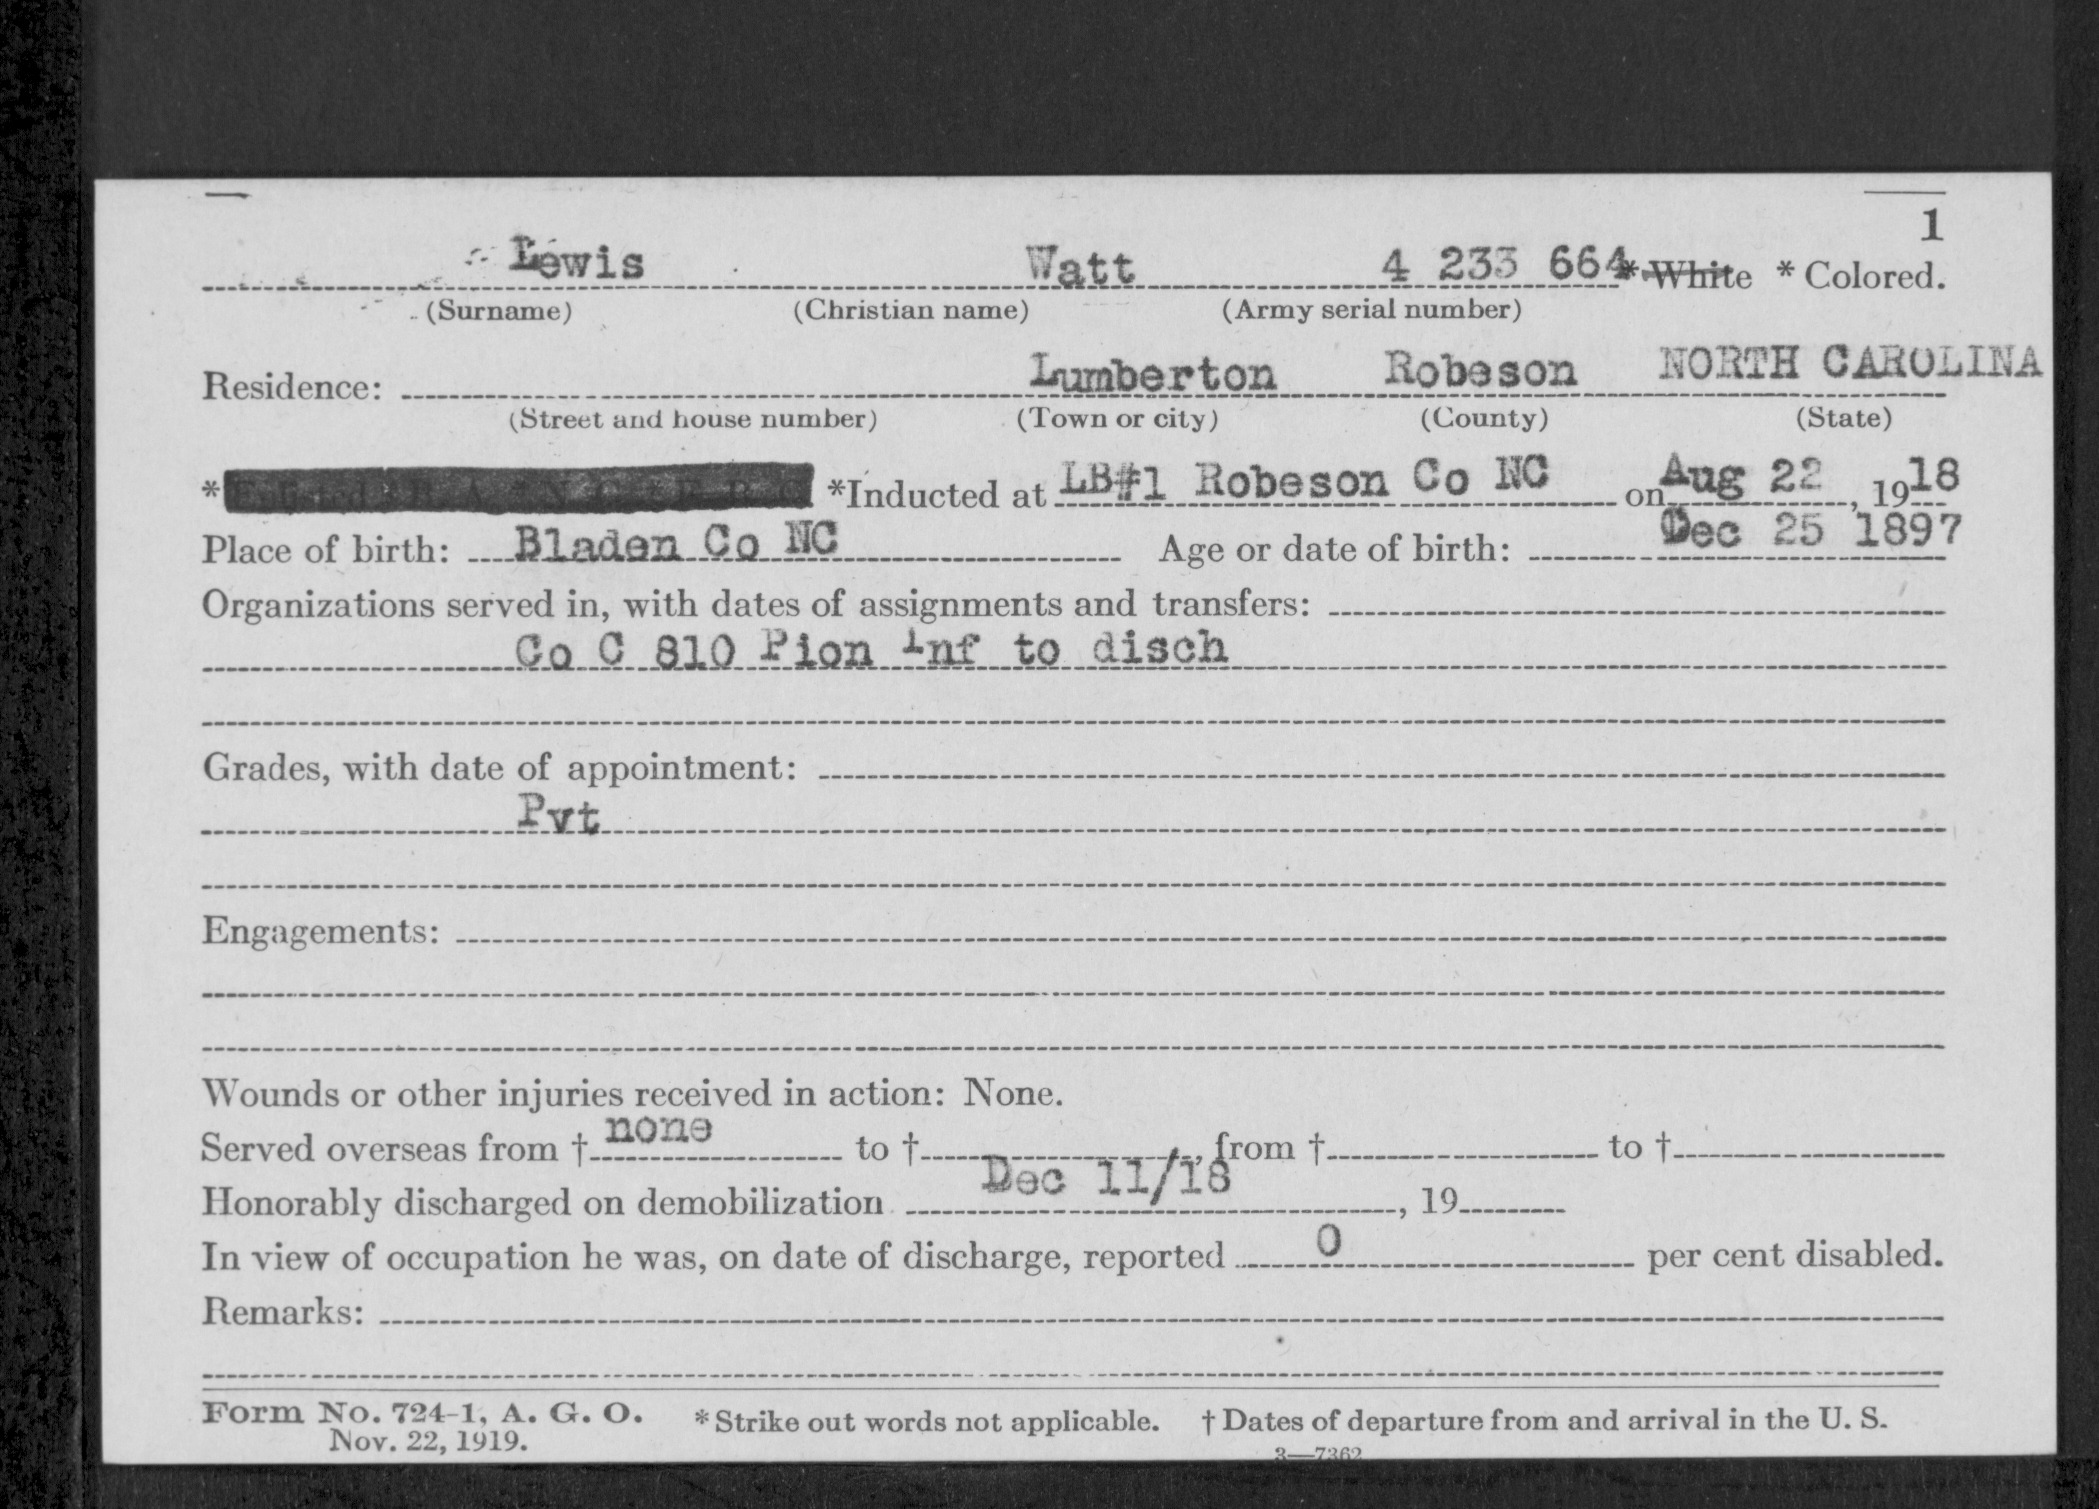 1
Lewis Watt 4 233 664 * White * Colored.
(Surname) (Christian name) (Army serial number)
Residence: Lumberton Robeson NORTH CAROLINA
(Street and house number) (Town or city) (County) (State)
* Enlisted * R. A. * N. G. * E. R. C. *Inducted at LB#1 Robeson Co NC on Aug 22, 1918
Place of birth: Bladen Co NC Age or date of birth: Dec 25 1897
Organizations served in, with dates of assignments and transfers:
Co C 810 Pion Inf to disch
Grades, with date of appointment:
Pvt
Engagements:
Wounds or other injuries received in action: None.
Served overseas from † none to †, from † to †
Honorably discharged on demobilization Dec 11/18, 19
In view of occupation he was, on date of discharge, reported 0 per cent disabled.
Remarks:
Form No. 724-1, A. G. O. *Strike out words not applicable. † Dates of departure from and arrival in the U. S.
Nov. 22, 1919.
3—7362